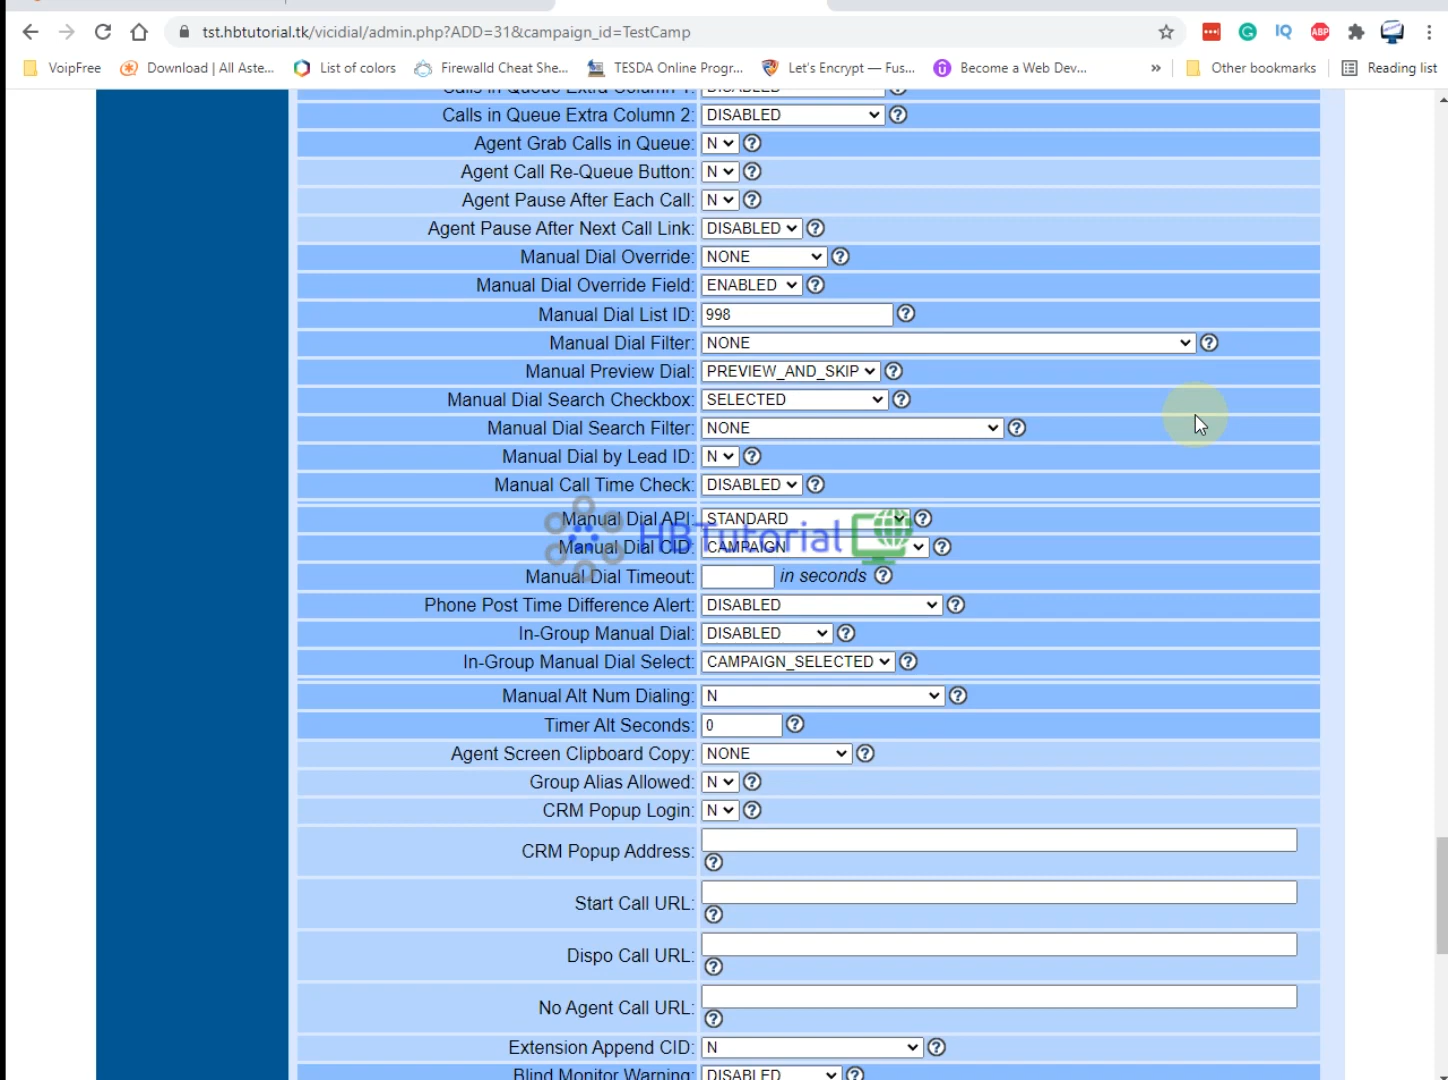 tst.hbtutorial.tk/vicidial/admin.php?ADD=31&campaign_id=TestCamp
VoipFree Download | All Aste... List of colors Firewalld Cheat She... TESDA Online Progr... Let's Encrypt — Fus... Become a Web Dev... » Other bookmarks Reading list
Calls in Queue Extra Column 1: DISABLED
Calls in Queue Extra Column 2: DISABLED
Agent Grab Calls in Queue: N
Agent Call Re-Queue Button: N
Agent Pause After Each Call: N
Agent Pause After Next Call Link: DISABLED
Manual Dial Override: NONE
Manual Dial Override Field: ENABLED
Manual Dial List ID: 998
Manual Dial Filter: NONE
Manual Preview Dial: PREVIEW_AND_SKIP
Manual Dial Search Checkbox: SELECTED
Manual Dial Search Filter: NONE
Manual Dial by Lead ID: N
Manual Call Time Check: DISABLED
Manual Dial API: STANDARD
HBTutorial
Manual Dial CID: CAMPAIGN
Manual Dial Timeout: in seconds
Phone Post Time Difference Alert: DISABLED
In-Group Manual Dial: DISABLED
In-Group Manual Dial Select: CAMPAIGN_SELECTED
Manual Alt Num Dialing: N
Timer Alt Seconds: 0
Agent Screen Clipboard Copy: NONE
Group Alias Allowed: N
CRM Popup Login: N
CRM Popup Address:
Start Call URL:
Dispo Call URL:
No Agent Call URL:
Extension Append CID: N
Blind Monitor Warning: DISABLED